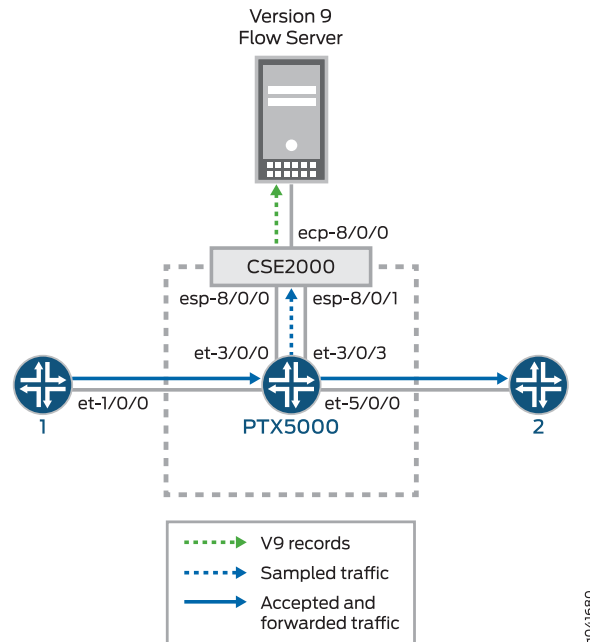 Version 9
Flow Server
ecp-8/0/0
CSE2000
esp-8/0/0 esp-8/0/1
et-3/0/0 et-3/0/3
et-1/0/0 et-5/0/0
1 PTX5000 2
V9 records
Sampled traffic
Accepted and
forwarded traffic
g041680